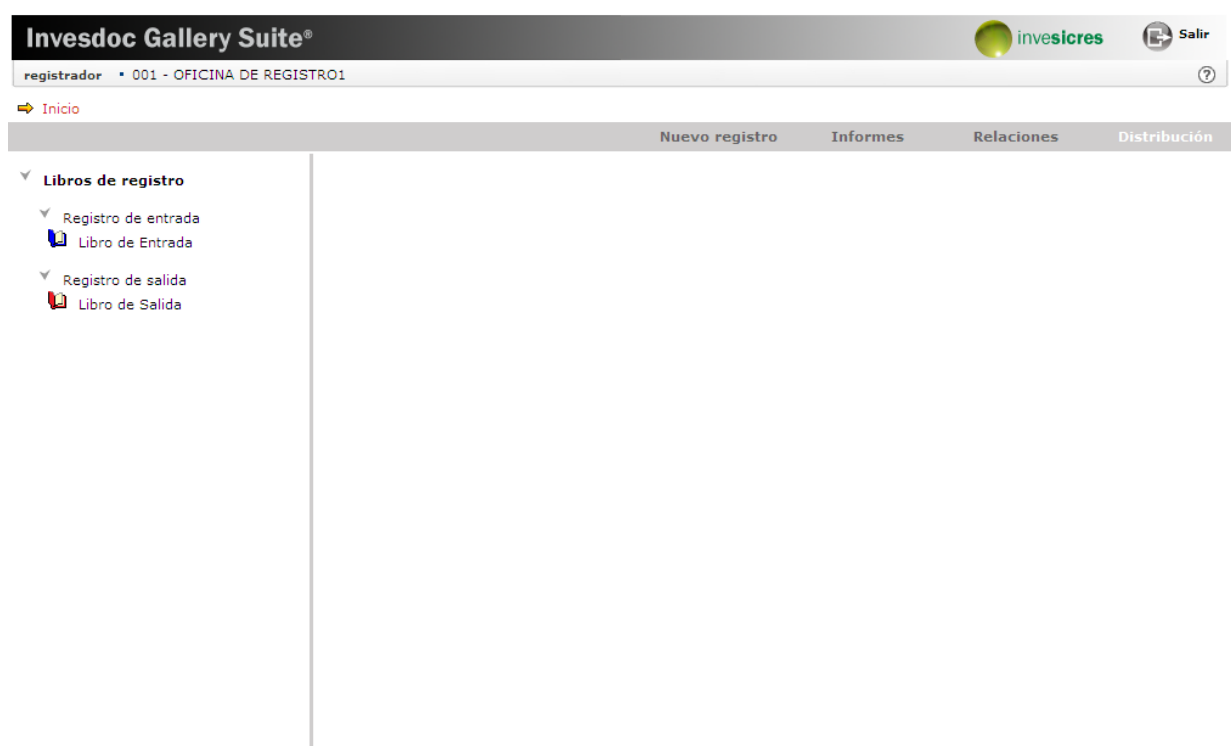 Invesdoc Gallery Suite®
invesicres
Salir
registrador • 001 - OFICINA DE REGISTRO1
?
Inicio
Nuevo registro Informes Relaciones Distribución
Libros de registro
Registro de entrada
Libro de Entrada
Registro de salida
Libro de Salida